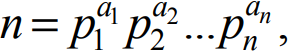 n = p₁^{a₁} p₂^{a₂} ... pₙ^{aₙ},